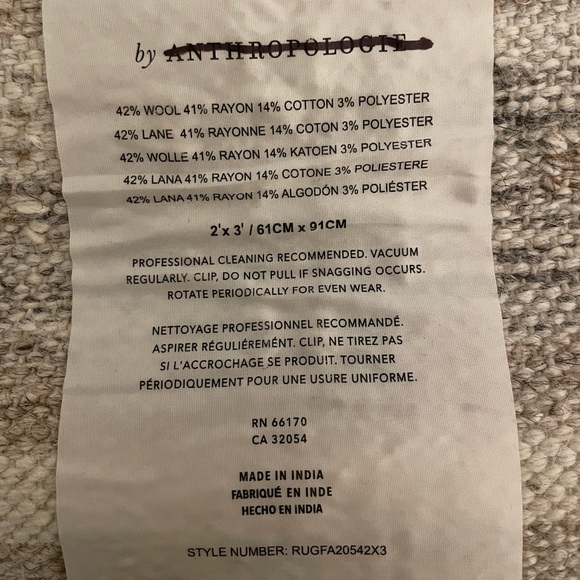 by ANTHROPOLOGIE
42% WOOL 41% RAYON 14% COTTON 3% POLYESTER
42% LANE 41% RAYONNE 14% COTON 3% POLYESTER
42% WOLLE 41% RAYON 14% KATOEN 3% POLYESTER
42% LANA 41% RAYON 14% COTONE 3% POLIESTERE
42% LANA 41% RAYON 14% ALGODÓN 3% POLIÉSTER
2'x 3' / 61CM x 91CM
PROFESSIONAL CLEANING RECOMMENDED. VACUUM
REGULARLY. CLIP, DO NOT PULL IF SNAGGING OCCURS.
ROTATE PERIODICALLY FOR EVEN WEAR.
NETTOYAGE PROFESSIONNEL RECOMMANDÉ.
ASPIRER RÉGULIÉREMÉNT. CLIP, NE TIREZ PAS
SI L'ACCROCHAGE SE PRODUIT. TOURNER
PÉRIODIQUEMENT POUR UNE USURE UNIFORME.
RN 66170
CA 32054
MADE IN INDIA
FABRIQUÉ EN INDE
HECHO EN INDIA
STYLE NUMBER: RUGFA20542X3